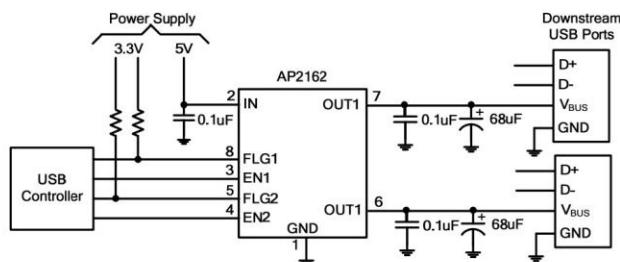 Power Supply
3.3V 5V
Downstream
USB Ports
AP2162
2 IN
0.1uF
OUT1 7
0.1uF
68uF
D+
D-
VBUS
GND
USB
Controller
8 FLG1
3 EN1
5 FLG2
4 EN2
GND
1
OUT1 6
0.1uF
68uF
D+
D-
VBUS
GND